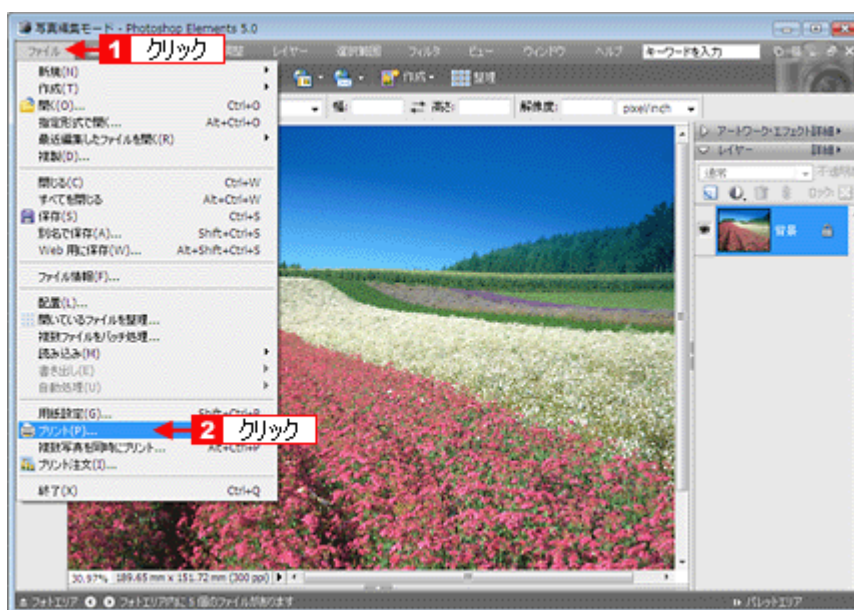 写真編集モード - Photoshop Elements 5.0
ファイル 1 クリック 調整 レイヤー 選択範囲 フィルタ ビュー ウィンドウ ヘルプ キーワードを入力
作成 整理
幅: 高さ: 解像度: pixel/inch
新規(N)
作成(T)
開く(O)... Ctrl+O
指定形式で開く... Alt+Ctrl+O
最近編集したファイルを開く(R)
複製(D)...
閉じる(C) Ctrl+W
すべてを閉じる Alt+Ctrl+W
保存(S) Ctrl+S
別名で保存(A)... Shift+Ctrl+S
Web 用に保存(W)... Alt+Shift+Ctrl+S
ファイル情報(F)...
配置(L)...
開いているファイルを整理...
複数ファイルをバッチ処理...
読み込み(M)
書き出し(E)
自動処理(U)
用紙設定(G)... Shift+Ctrl+P
プリント(P)... 2 クリック
複数写真を同時にプリント... Alt+Ctrl+P
プリント注文(I)...
終了(X) Ctrl+Q
アートワーク・エフェクト 詳細
レイヤー 詳細
通常 不透明
ロック:
背景
30.97% 189.65 mm x 151.72 mm (300 ppi)
フォトエリア フォトエリア内に 5 個のファイルがあります パレットエリア